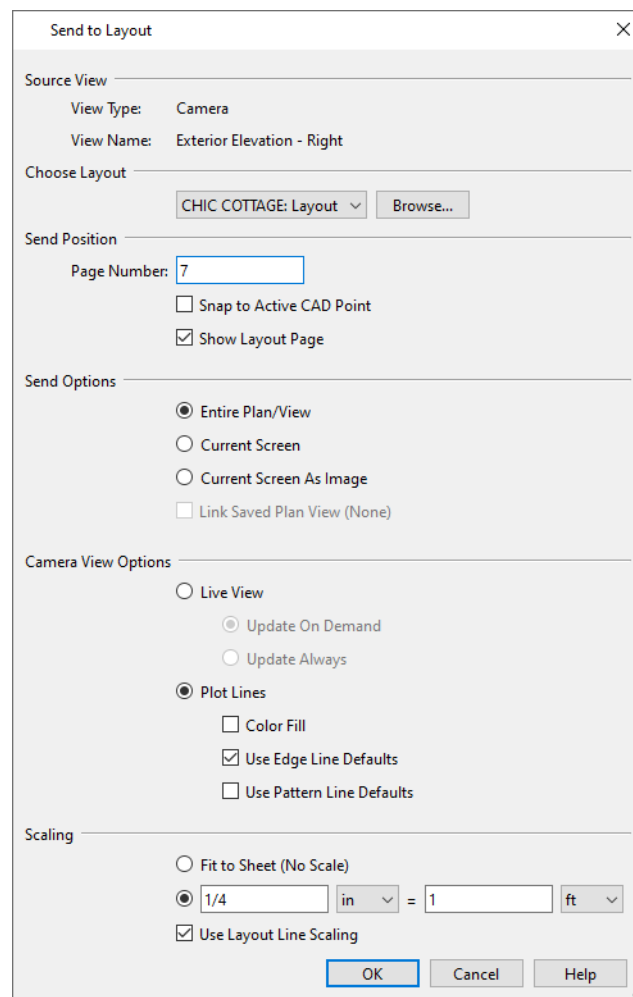 Send to Layout
Source View
View Type: Camera
View Name: Exterior Elevation - Right
Choose Layout
CHIC COTTAGE: Layout Browse...
Send Position
Page Number: 7
Snap to Active CAD Point
Show Layout Page
Send Options
Entire Plan/View
Current Screen
Current Screen As Image
Link Saved Plan View (None)
Camera View Options
Live View
Update On Demand
Update Always
Plot Lines
Color Fill
Use Edge Line Defaults
Use Pattern Line Defaults
Scaling
Fit to Sheet (No Scale)
1/4 in = 1 ft
Use Layout Line Scaling
OK Cancel Help